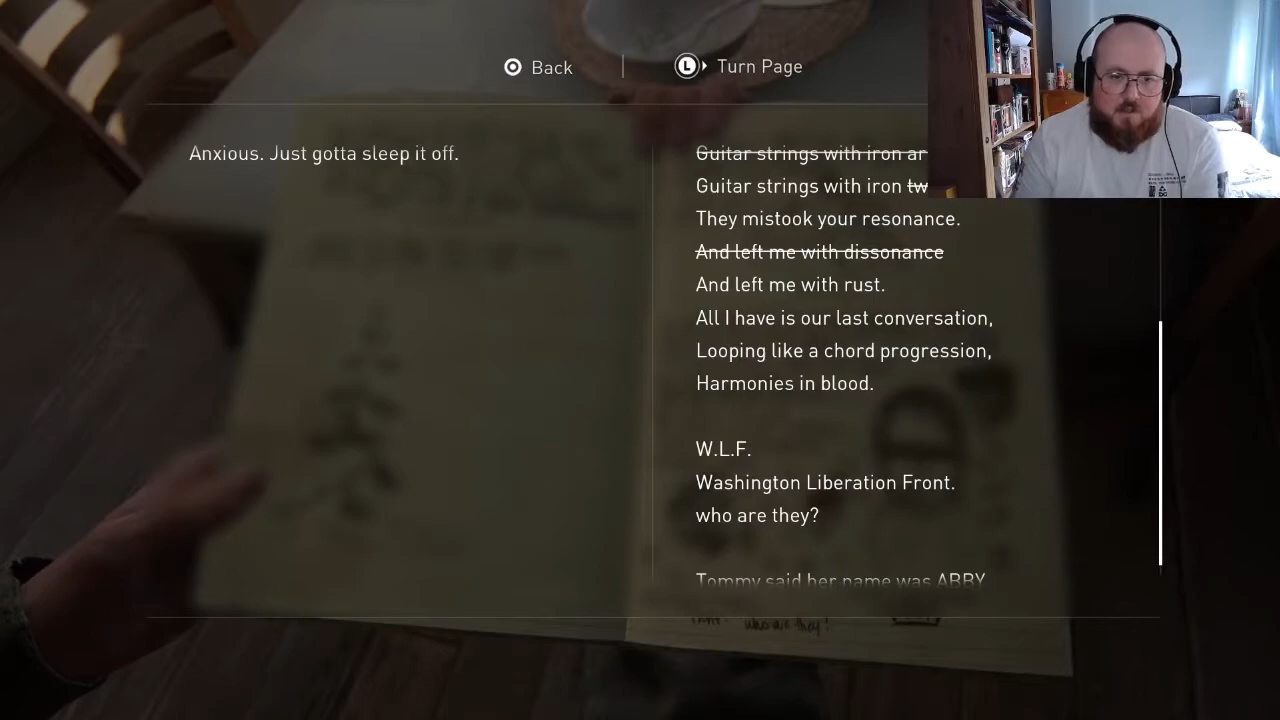 Back
Turn Page
Anxious. Just gotta sleep it off.
Guitar strings with iron ar
Guitar strings with iron tw
They mistook your resonance.
And left me with dissonance
And left me with rust.
All I have is our last conversation,
Looping like a chord progression,
Harmonies in blood.
W.L.F.
Washington Liberation Front.
who are they?
Tommy said her name was ABBY
who are they?